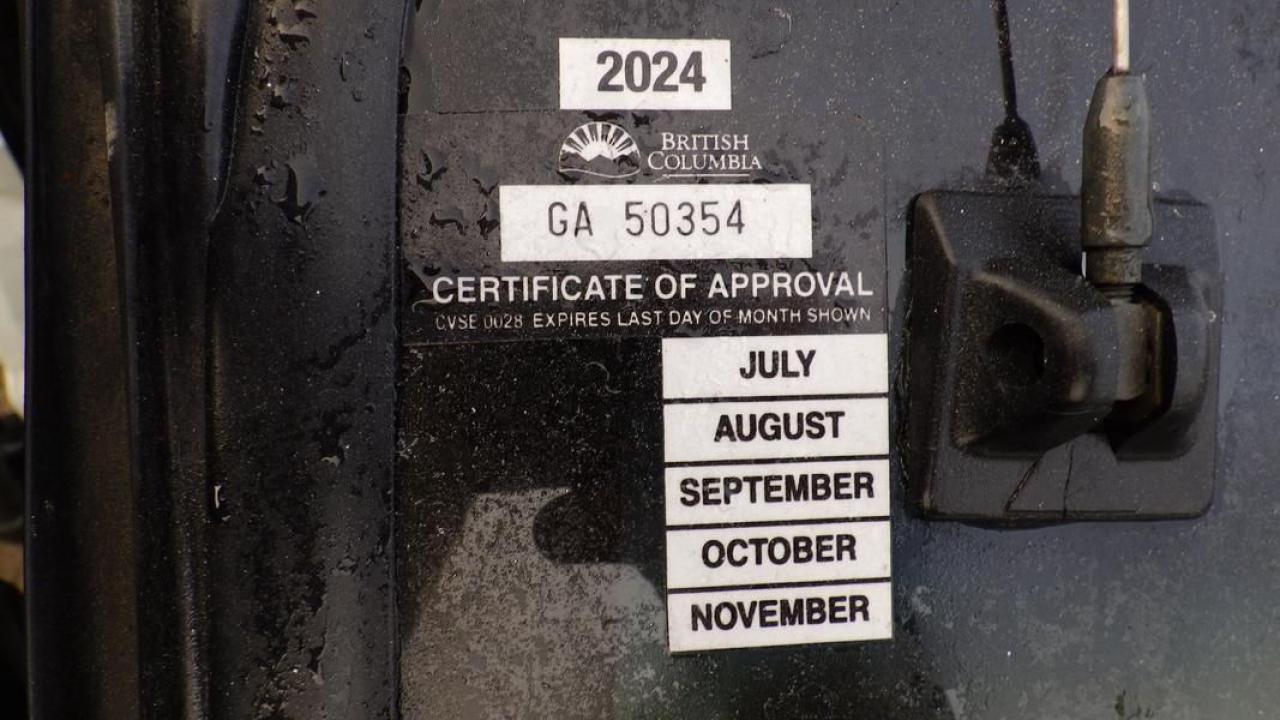 2024
BRITISH
COLUMBIA
GA 50354
CERTIFICATE OF APPROVAL
CVSE 0028 EXPIRES LAST DAY OF MONTH SHOWN
JULY
AUGUST
SEPTEMBER
OCTOBER
NOVEMBER